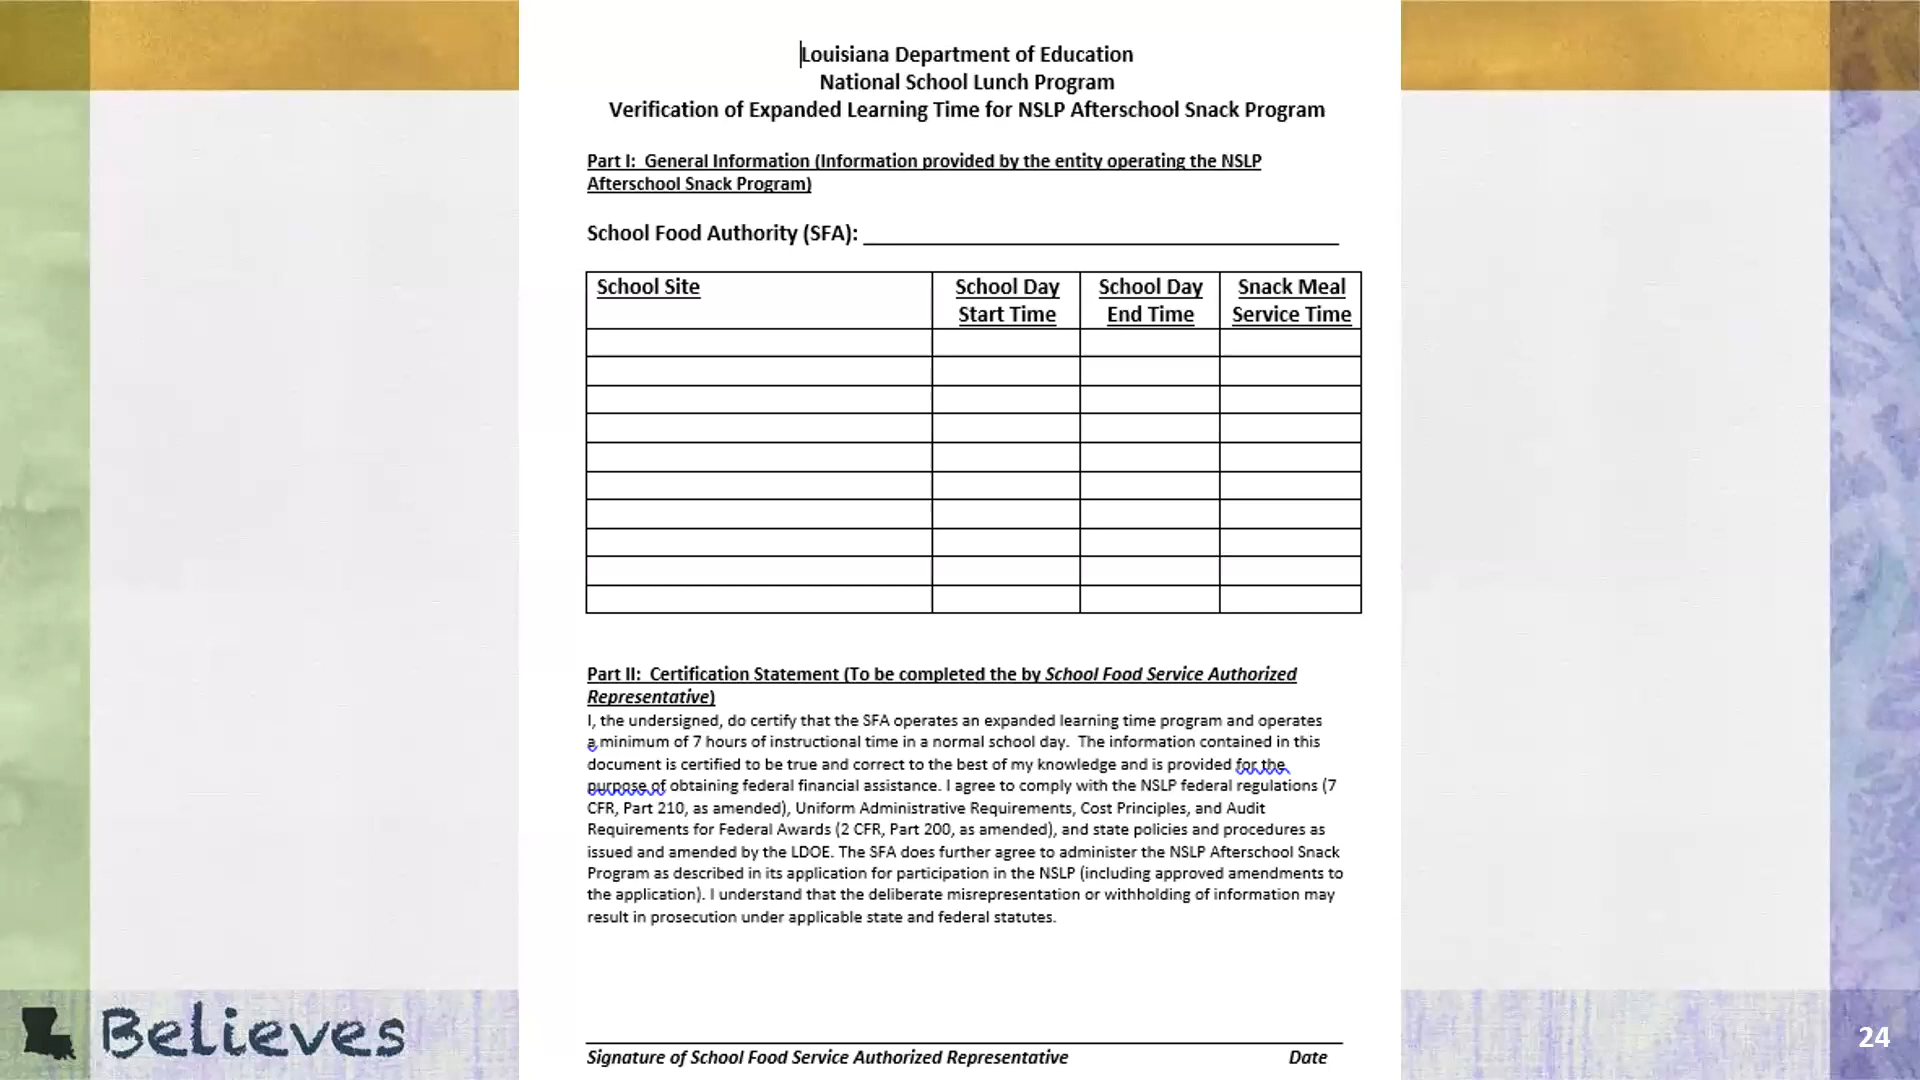 Louisiana Department of Education
National School Lunch Program
Verification of Expanded Learning Time for NSLP Afterschool Snack Program
Part I:  General Information (Information provided by the entity operating the NSLP
Afterschool Snack Program)
School Food Authority (SFA): ___________________________________________
School Site
School Day
Start Time
School Day
End Time
Snack Meal
Service Time
Part II:  Certification Statement (To be completed the by School Food Service Authorized
Representative)
I, the undersigned, do certify that the SFA operates an expanded learning time program and operates
a minimum of 7 hours of instructional time in a normal school day.  The information contained in this
document is certified to be true and correct to the best of my knowledge and is provided for the
purpose of obtaining federal financial assistance. I agree to comply with the NSLP federal regulations (7
CFR, Part 210, as amended), Uniform Administrative Requirements, Cost Principles, and Audit
Requirements for Federal Awards (2 CFR, Part 200, as amended), and state policies and procedures as
issued and amended by the LDOE. The SFA does further agree to administer the NSLP Afterschool Snack
Program as described in its application for participation in the NSLP (including approved amendments to
the application). I understand that the deliberate misrepresentation or withholding of information may
result in prosecution under applicable state and federal statutes.
Signature of School Food Service Authorized Representative Date
Believes
24